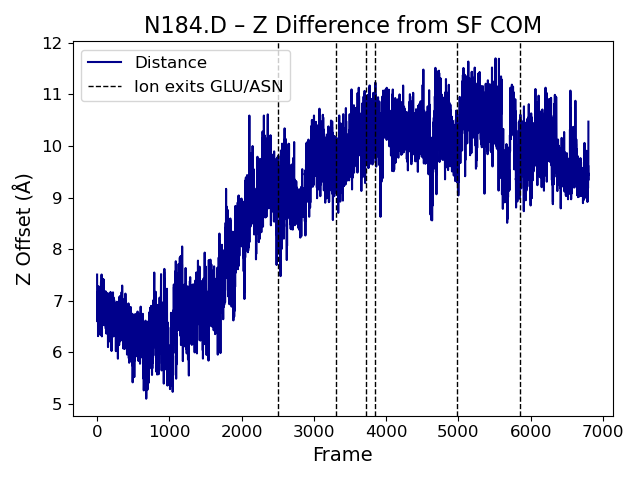 N184.D – Z Difference from SF COM
Distance
Ion exits GLU/ASN
Z Offset (Å)
12
11
10
9
8
7
6
5
0 1000 2000 3000 4000 5000 6000 7000
Frame